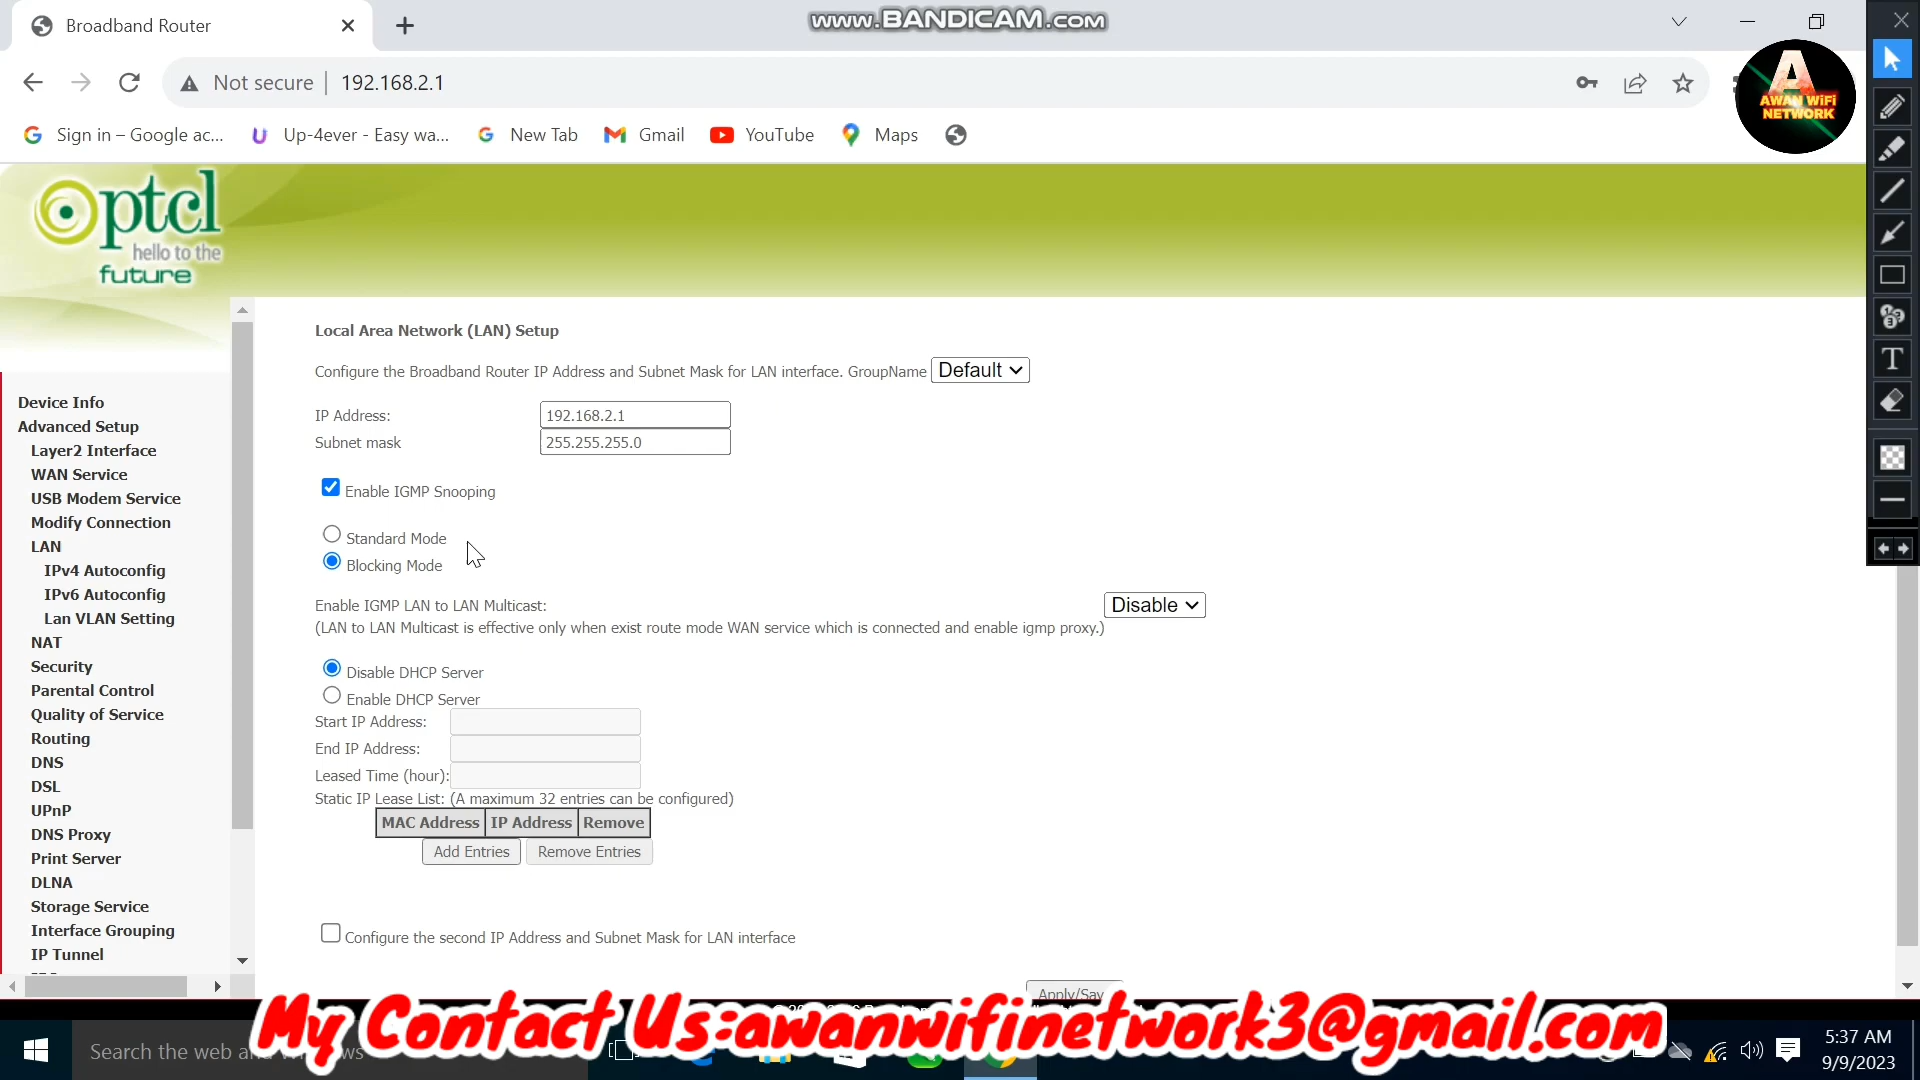 Broadband Router
www.BANDICAM.com
Not secure
192.168.2.1
Sign in – Google ac...
Up-4ever - Easy wa...
New Tab
Gmail
YouTube
Maps
A
AWAN WiFi
NETWORK
ptcl
hello to the
future
Local Area Network (LAN) Setup
Configure the Broadband Router IP Address and Subnet Mask for LAN interface. GroupName Default
IP Address: 192.168.2.1
Subnet mask 255.255.255.0
Enable IGMP Snooping
Standard Mode
Blocking Mode
Enable IGMP LAN to LAN Multicast: Disable
(LAN to LAN Multicast is effective only when exist route mode WAN service which is connected and enable igmp proxy.)
Disable DHCP Server
Enable DHCP Server
Start IP Address:
End IP Address:
Leased Time (hour):
Static IP Lease List: (A maximum 32 entries can be configured)
MAC Address IP Address Remove
Add Entries Remove Entries
Configure the second IP Address and Subnet Mask for LAN interface
Apply/Sav
Device Info
Advanced Setup
Layer2 Interface
WAN Service
USB Modem Service
Modify Connection
LAN
IPv4 Autoconfig
IPv6 Autoconfig
Lan VLAN Setting
NAT
Security
Parental Control
Quality of Service
Routing
DNS
DSL
UPnP
DNS Proxy
Print Server
DLNA
Storage Service
Interface Grouping
IP Tunnel
My Contact Us:awanwifinetwork3@gmail.com
Search the web and
5:37 AM
9/9/2023